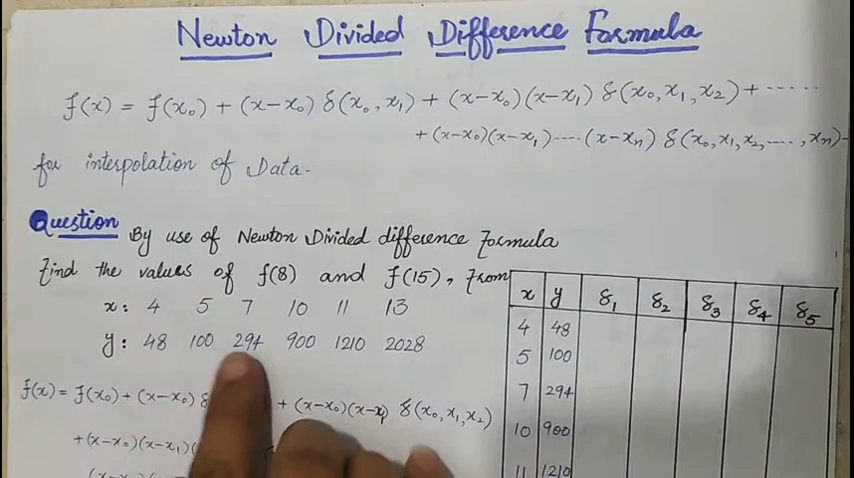 Newton Divided Difference Formula
f(x) = f(x₀) + (x-x₀) δ(x₀,x₁) + (x-x₀)(x-x₁) δ(x₀,x₁,x₂) + ·····
+ (x-x₀)(x-x₁)----(x-xₙ) δ(x₀,x₁,x₂,----,xₙ)-
for interpolation of Data.
Question By use of Newton Divided difference Formula
Find the values of f(8) and f(15), From
x: 4 5 7 10 11 13
y: 48 100 294 900 1210 2028
f(x) = f(x₀) + (x-x₀) δ + (x-x₀)(x-x₁) δ(x₀,x₁,x₂)
+ (x-x₀)(x-x₁)(
x y δ₁ δ₂ δ₃ δ₄ δ₅
4 48
5 100
7 294
10 900
11 1210